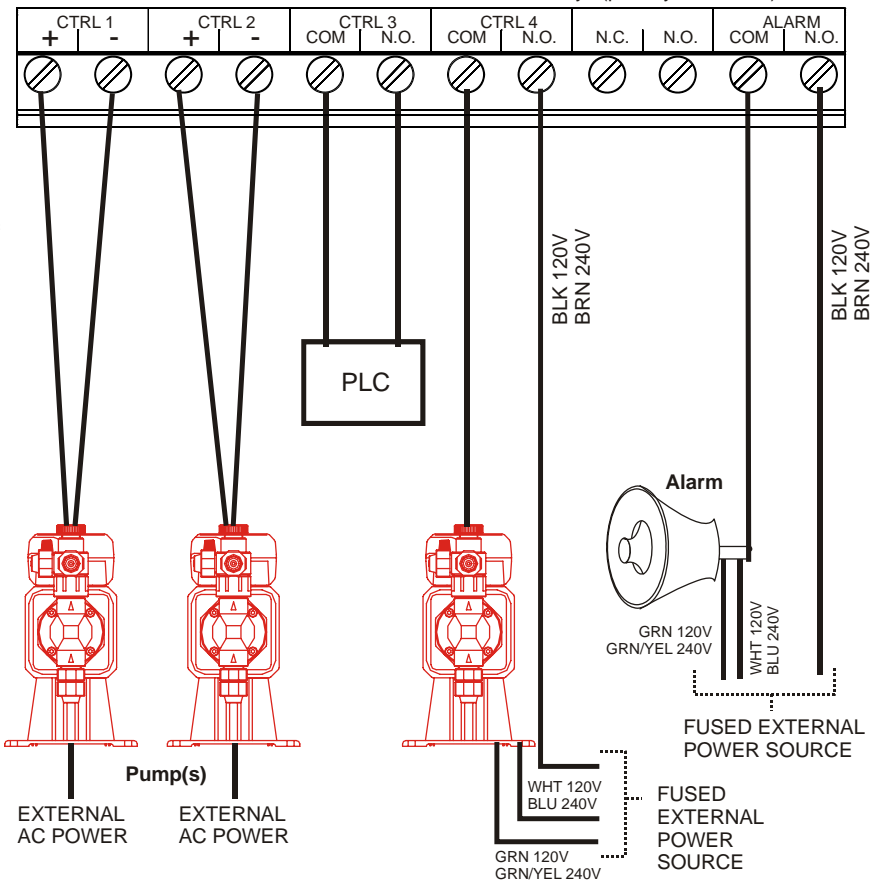 CTRL 1 CTRL 2 CTRL 3 CTRL 4 ALARM
+ - + - COM N.O. COM N.O. N.C. N.O. COM N.O.
BLK 120V
BRN 240V
BLK 120V
BRN 240V
PLC
Alarm
GRN 120V
GRN/YEL 240V
WHT 120V
BLU 240V
FUSED EXTERNAL
POWER SOURCE
Pump(s)
EXTERNAL
AC POWER
EXTERNAL
AC POWER
WHT 120V
BLU 240V
GRN 120V
GRN/YEL 240V
FUSED
EXTERNAL
POWER
SOURCE